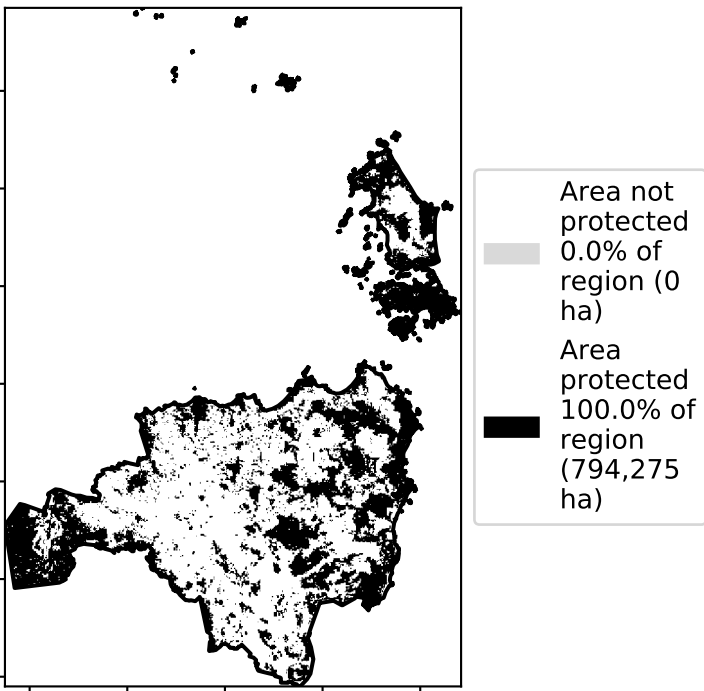 Area not
protected
0.0% of
region (0
ha)
Area
protected
100.0% of
region
(794,275
ha)